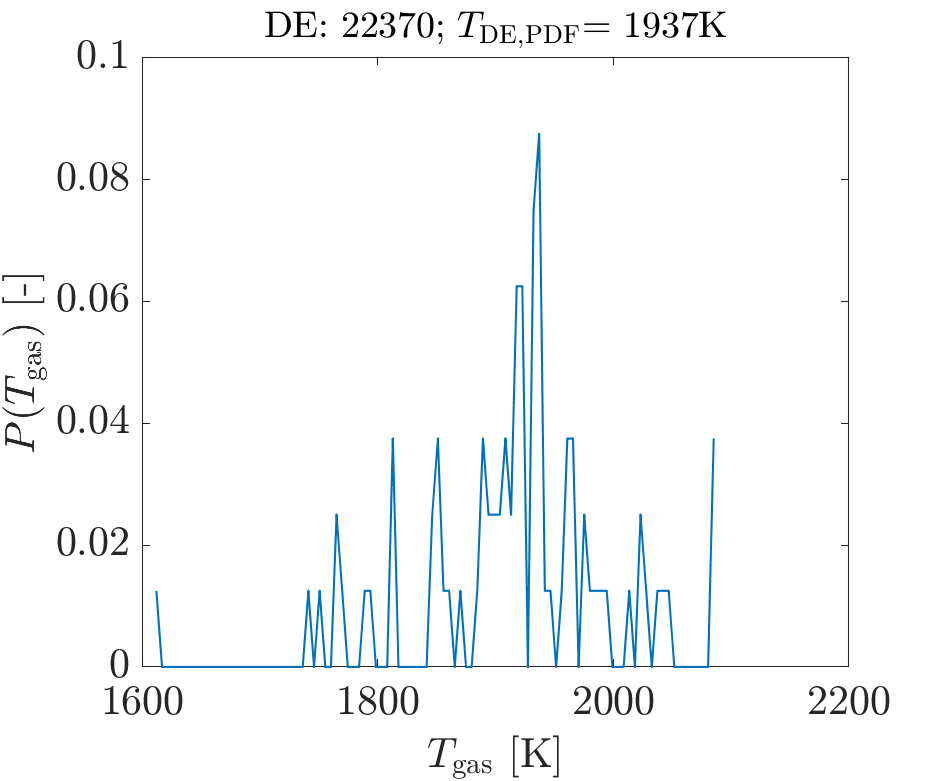 DE: 22370; T_DE,PDF= 1937K
0.1
0.08
0.06
0.04
0.02
0
P(T_gas) [-]
1600 1800 2000 2200
T_gas [K]